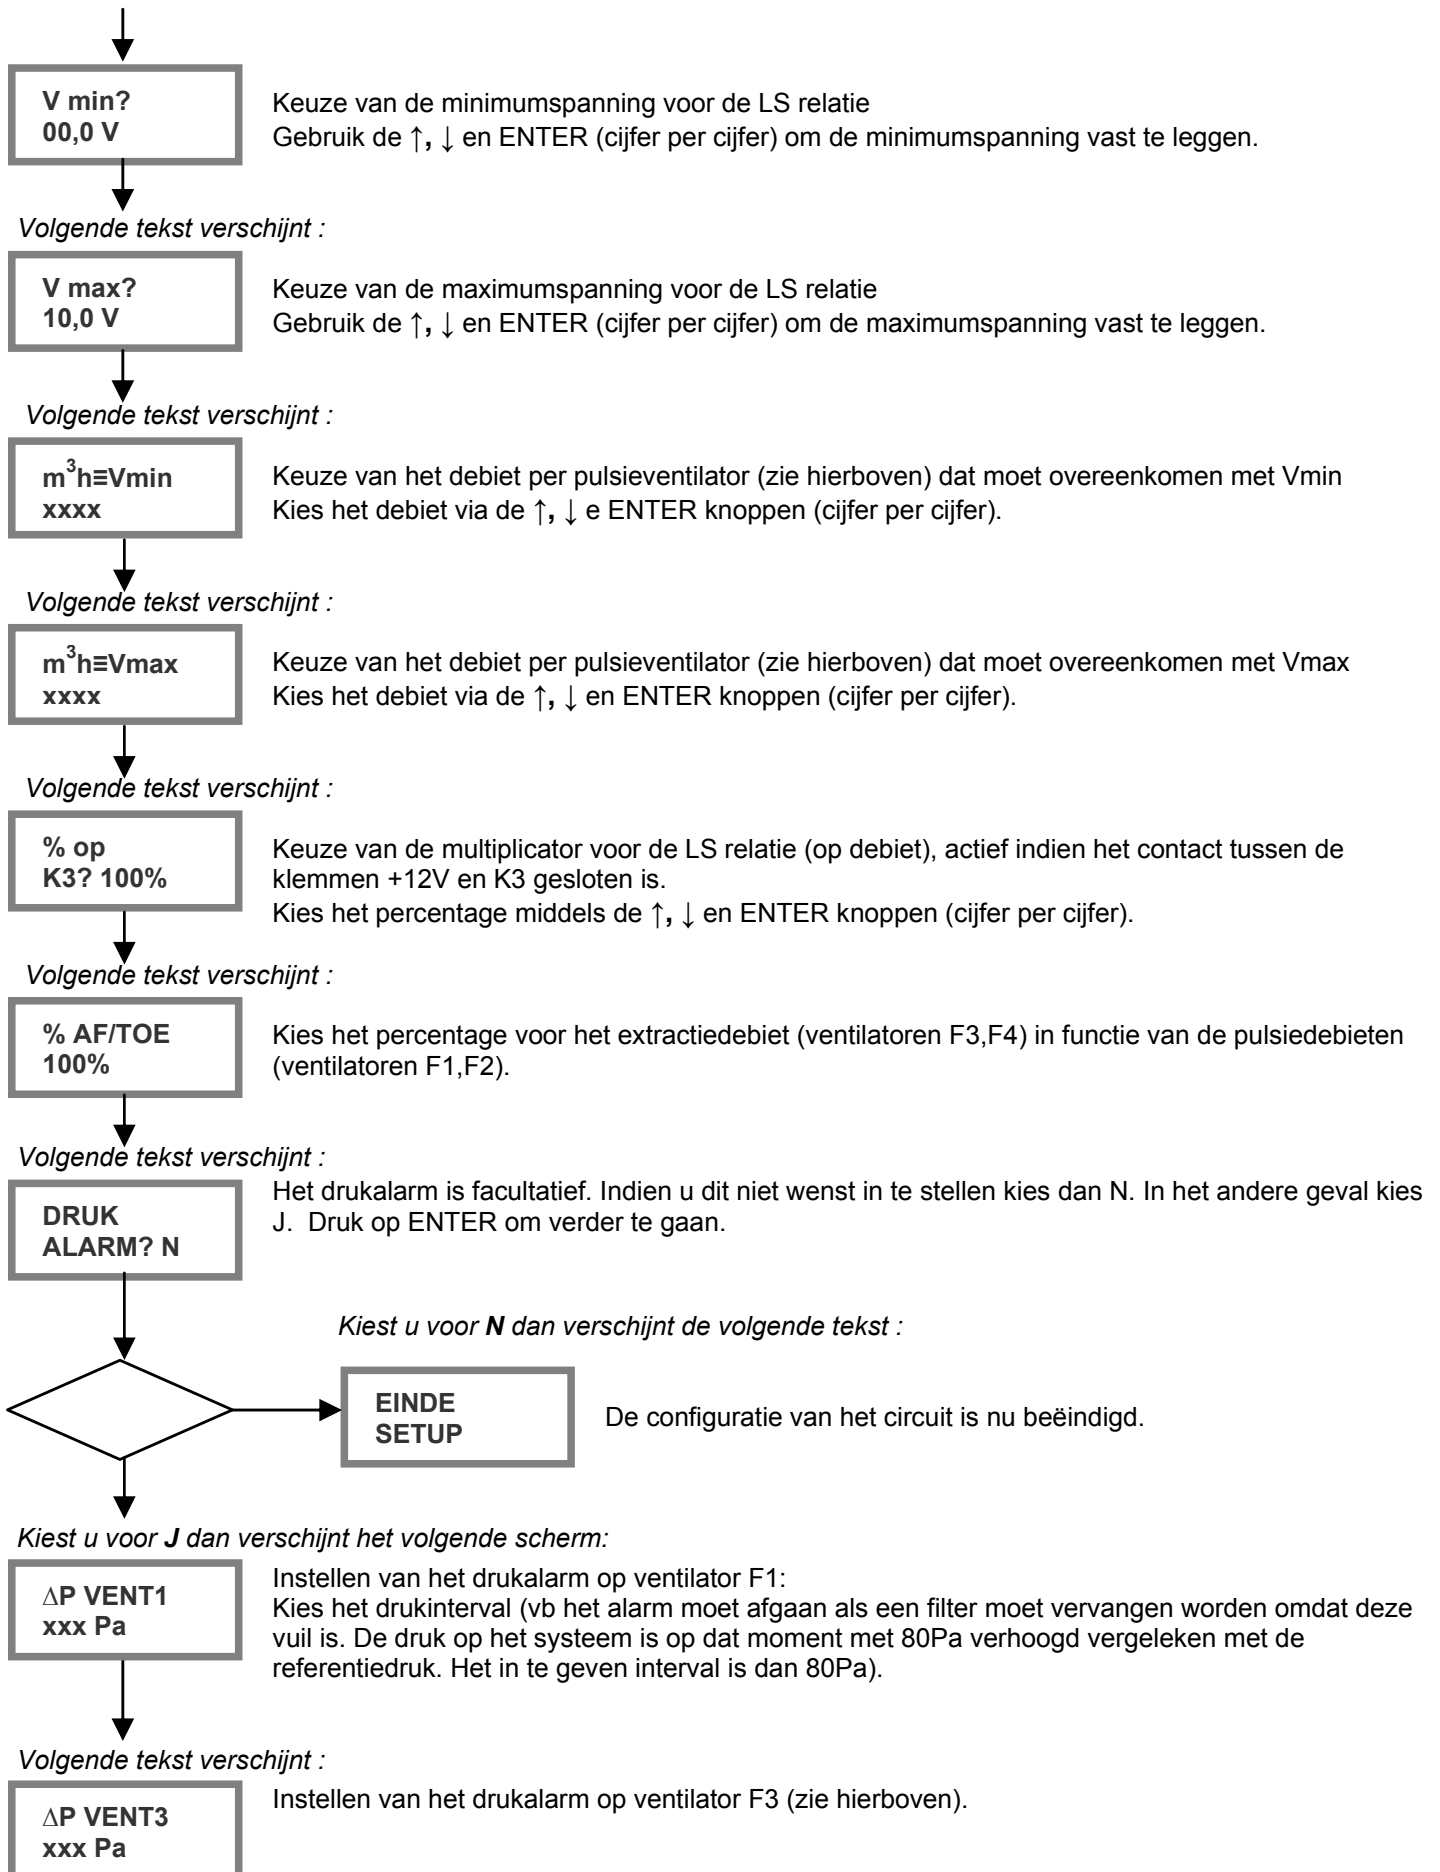 V min?
00,0 V
Keuze van de minimumspanning voor de LS relatie
Gebruik de ↑, ↓ en ENTER (cijfer per cijfer) om de minimumspanning vast te leggen.
Volgende tekst verschijnt :
V max?
10,0 V
Keuze van de maximumspanning voor de LS relatie
Gebruik de ↑, ↓ en ENTER (cijfer per cijfer) om de maximumspanning vast te leggen.
Volgende tekst verschijnt :
m³h≡Vmin
xxxx
Keuze van het debiet per pulsieventilator (zie hierboven) dat moet overeenkomen met Vmin
Kies het debiet via de ↑, ↓ e ENTER knoppen (cijfer per cijfer).
Volgende tekst verschijnt :
m³h≡Vmax
xxxx
Keuze van het debiet per pulsieventilator (zie hierboven) dat moet overeenkomen met Vmax
Kies het debiet via de ↑, ↓ en ENTER knoppen (cijfer per cijfer).
Volgende tekst verschijnt :
% op
K3? 100%
Keuze van de multiplicator voor de LS relatie (op debiet), actief indien het contact tussen de
klemmen +12V en K3 gesloten is.
Kies het percentage middels de ↑, ↓ en ENTER knoppen (cijfer per cijfer).
Volgende tekst verschijnt :
% AF/TOE
100%
Kies het percentage voor het extractiedebiet (ventilatoren F3,F4) in functie van de pulsiedebieten
(ventilatoren F1,F2).
Volgende tekst verschijnt :
DRUK
ALARM? N
Het drukalarm is facultatief. Indien u dit niet wenst in te stellen kies dan N. In het andere geval kies
J. Druk op ENTER om verder te gaan.
Kiest u voor N dan verschijnt de volgende tekst :
EINDE
SETUP
De configuratie van het circuit is nu beëindigd.
Kiest u voor J dan verschijnt het volgende scherm:
∆P VENT1
xxx Pa
Instellen van het drukalarm op ventilator F1:
Kies het drukinterval (vb het alarm moet afgaan als een filter moet vervangen worden omdat deze
vuil is. De druk op het systeem is op dat moment met 80Pa verhoogd vergeleken met de
referentiedruk. Het in te geven interval is dan 80Pa).
Volgende tekst verschijnt :
∆P VENT3
xxx Pa
Instellen van het drukalarm op ventilator F3 (zie hierboven).